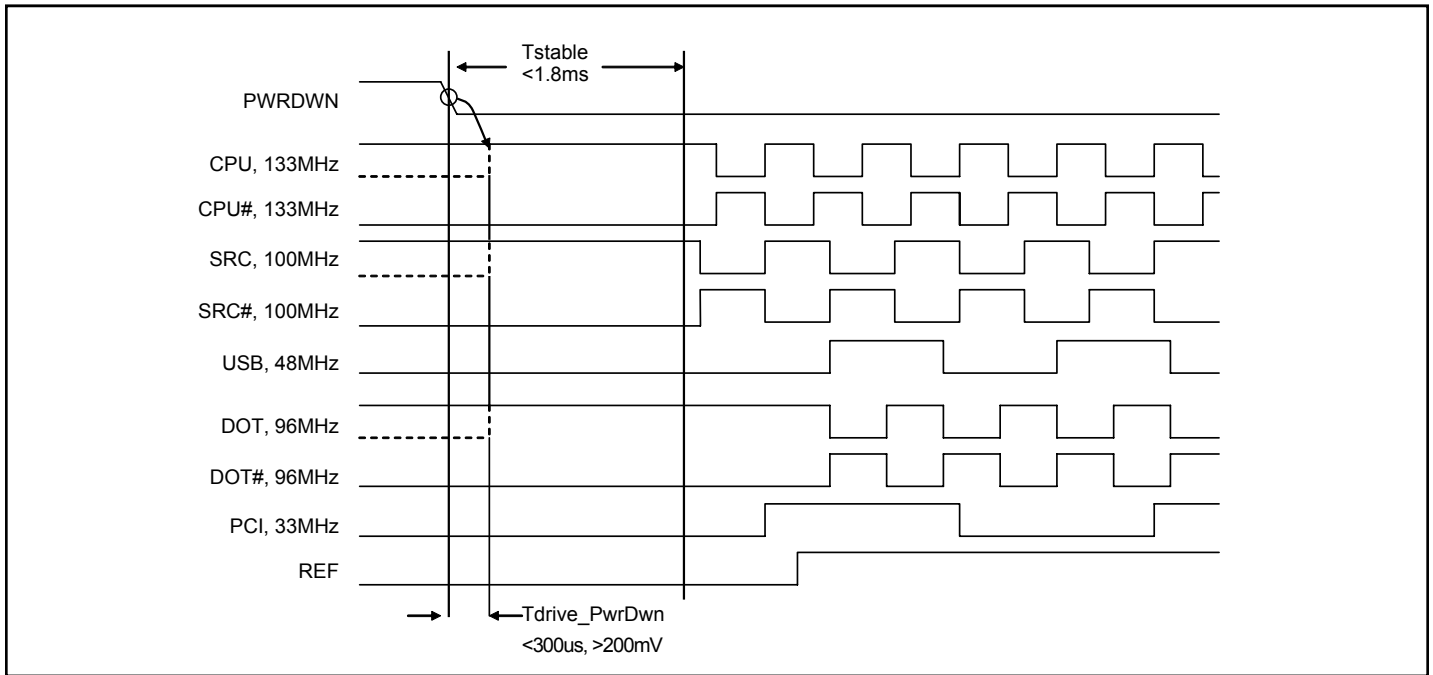 Tstable
<1.8ms
PWRDWN
CPU, 133MHz
CPU#, 133MHz
SRC, 100MHz
SRC#, 100MHz
USB, 48MHz
DOT, 96MHz
DOT#, 96MHz
PCI, 33MHz
REF
Tdrive_PwrDwn
<300us, >200mV